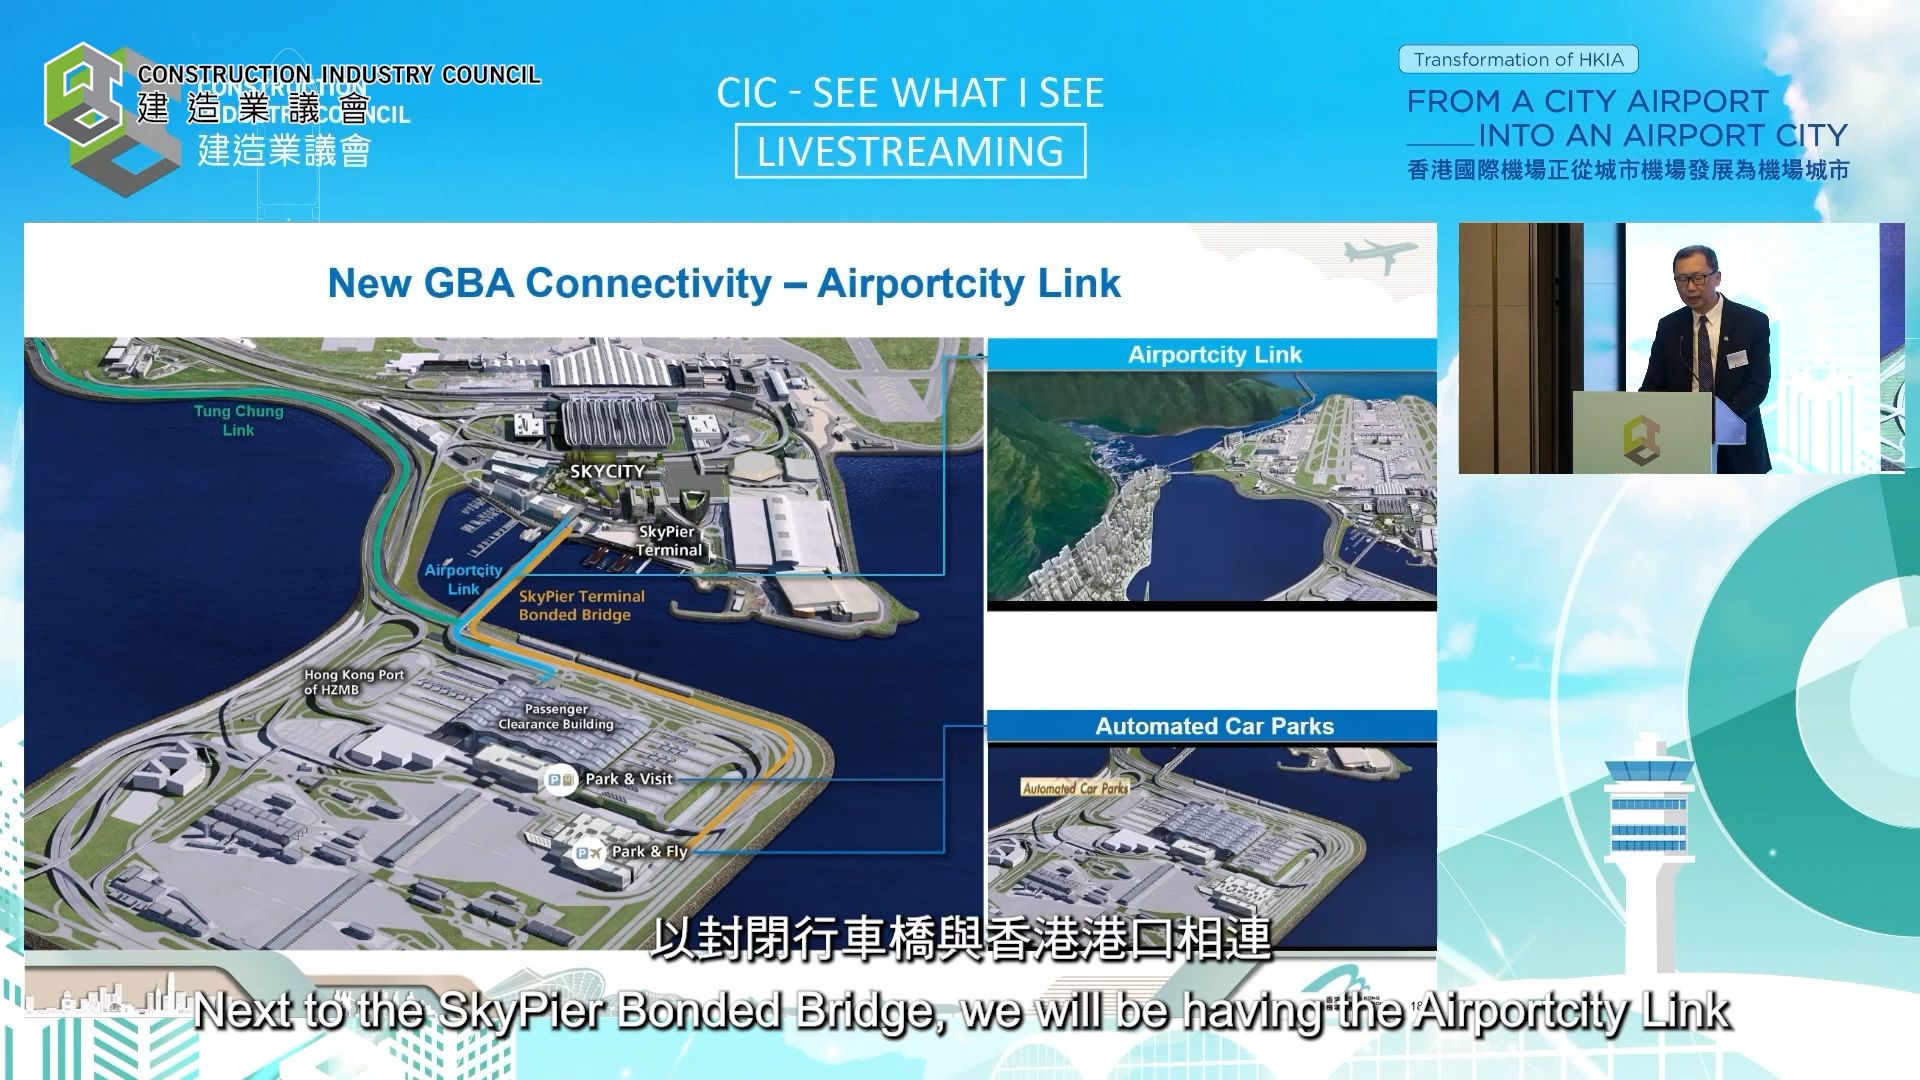 CONSTRUCTION INDUSTRY COUNCIL
建造業議會
CONSTRUCTION
INDUSTRY COUNCIL
建造業議會
CIC - SEE WHAT I SEE
LIVESTREAMING
Transformation of HKIA
FROM A CITY AIRPORT
INTO AN AIRPORT CITY
香港國際機場正從城市機場發展為機場城市
New GBA Connectivity – Airportcity Link
Tung Chung
Link
SKYCITY
SkyPier
Terminal
Airportcity
Link
SkyPier Terminal
Bonded Bridge
Hong Kong Port
of HZMB
Passenger
Clearance Building
P
Park & Visit
P
Park & Fly
Airportcity Link
Automated Car Parks
Automated Car Parks
以封閉行車橋與香港港口相連
Next to the SkyPier Bonded Bridge, we will be having the Airportcity Link